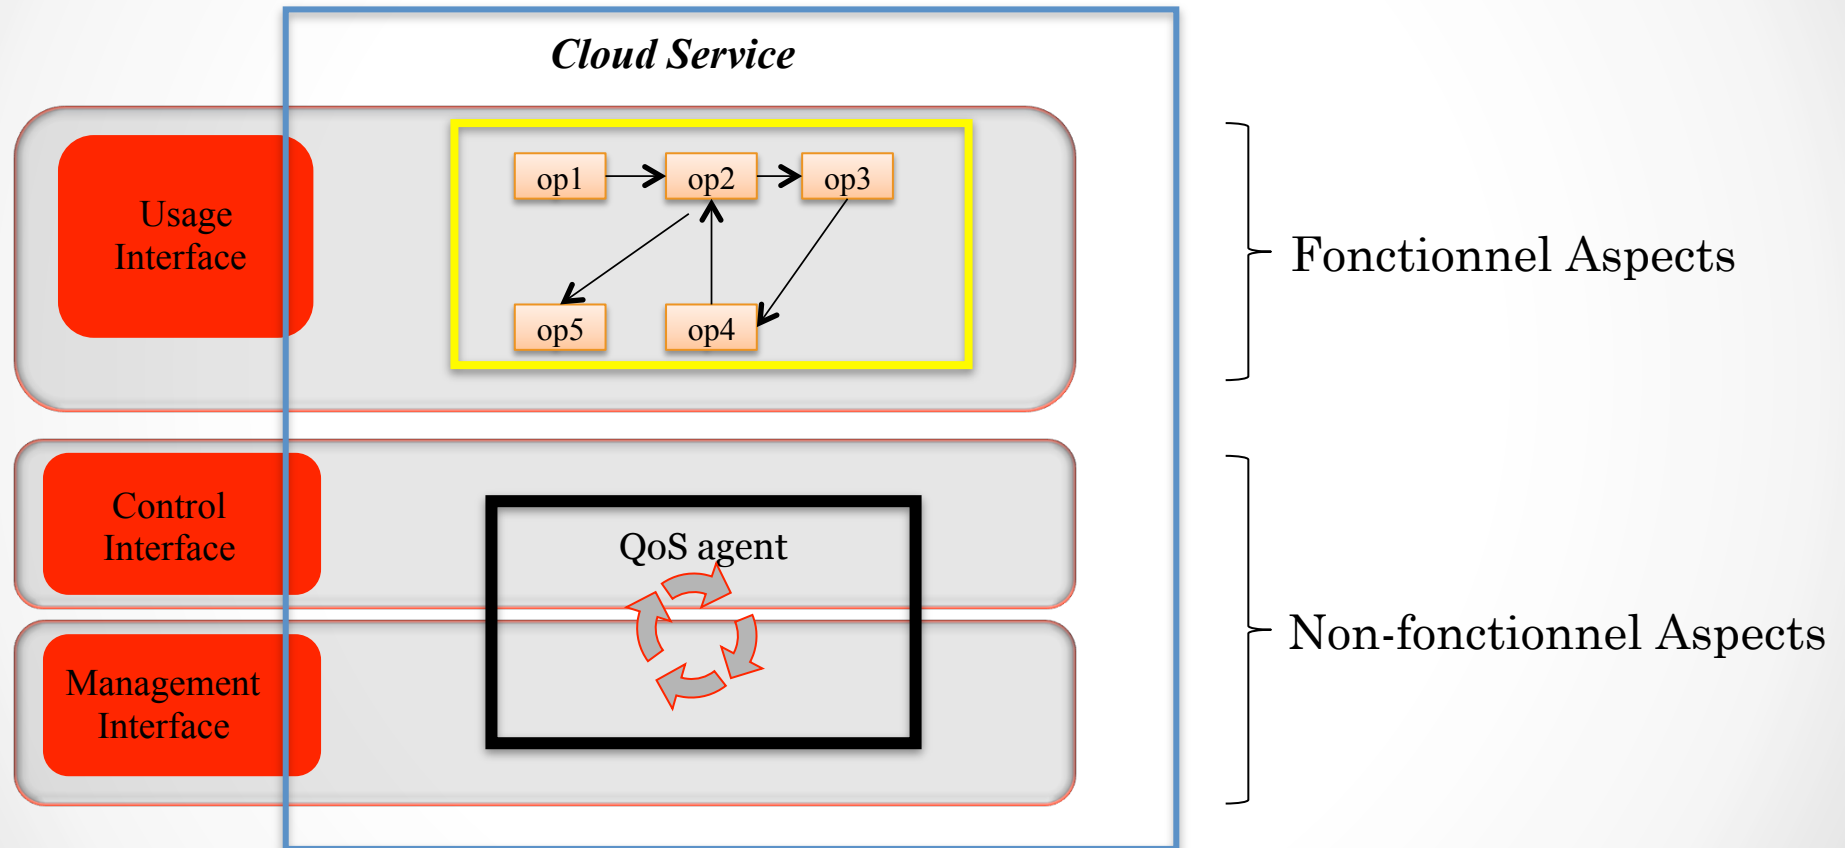 Cloud Service
Usage
Interface
op1
op2
op3
op5
op4
Fonctionnel Aspects
Control
Interface
QoS agent
Management
Interface
Non-fonctionnel Aspects